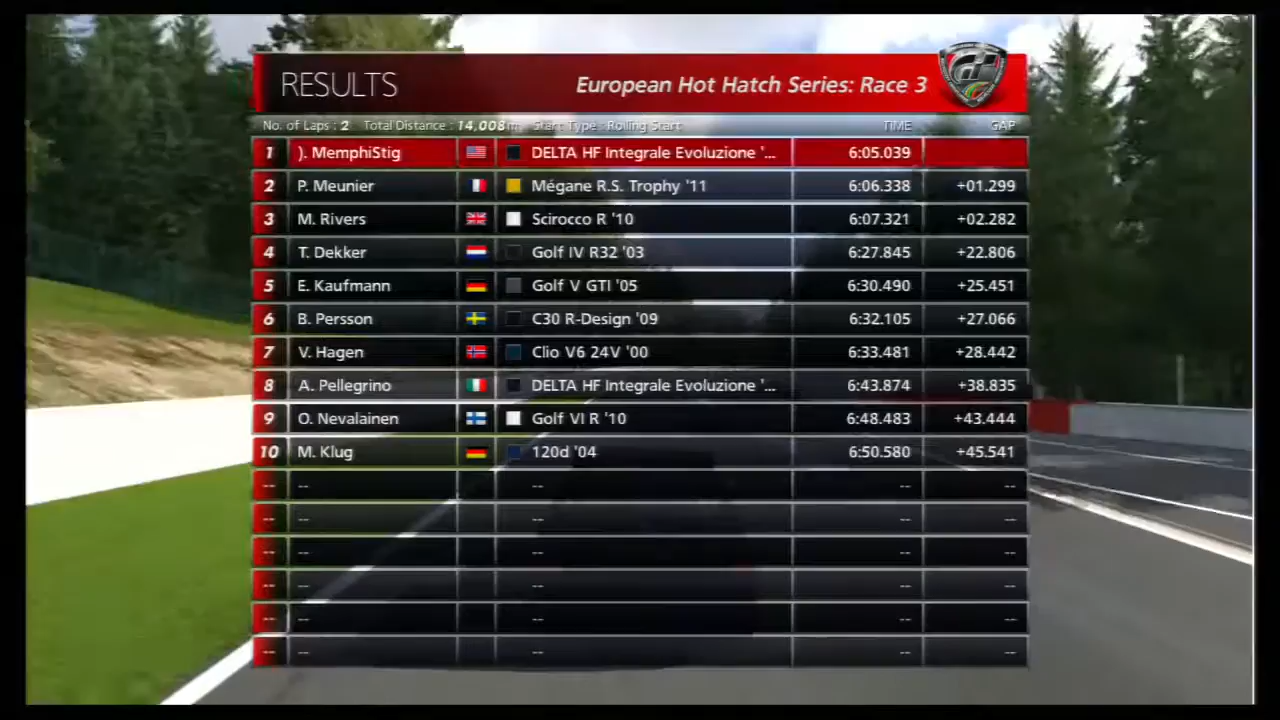 RESULTS European Hot Hatch Series: Race 3
No. of Laps : 2 Total Distance : 14,008m Start Type : Rolling Start TIME GAP
1 ). MemphiStig DELTA HF Integrale Evoluzione '... 6:05.039
2 P. Meunier Mégane R.S. Trophy '11 6:06.338 +01.299
3 M. Rivers Scirocco R '10 6:07.321 +02.282
4 T. Dekker Golf IV R32 '03 6:27.845 +22.806
5 E. Kaufmann Golf V GTI '05 6:30.490 +25.451
6 B. Persson C30 R-Design '09 6:32.105 +27.066
7 V. Hagen Clio V6 24V '00 6:33.481 +28.442
8 A. Pellegrino DELTA HF Integrale Evoluzione '... 6:43.874 +38.835
9 O. Nevalainen Golf VI R '10 6:48.483 +43.444
10 M. Klug 120d '04 6:50.580 +45.541
-- -- -- -- --
-- -- -- -- --
-- -- -- -- --
-- -- -- -- --
-- -- -- -- --
-- -- -- -- --